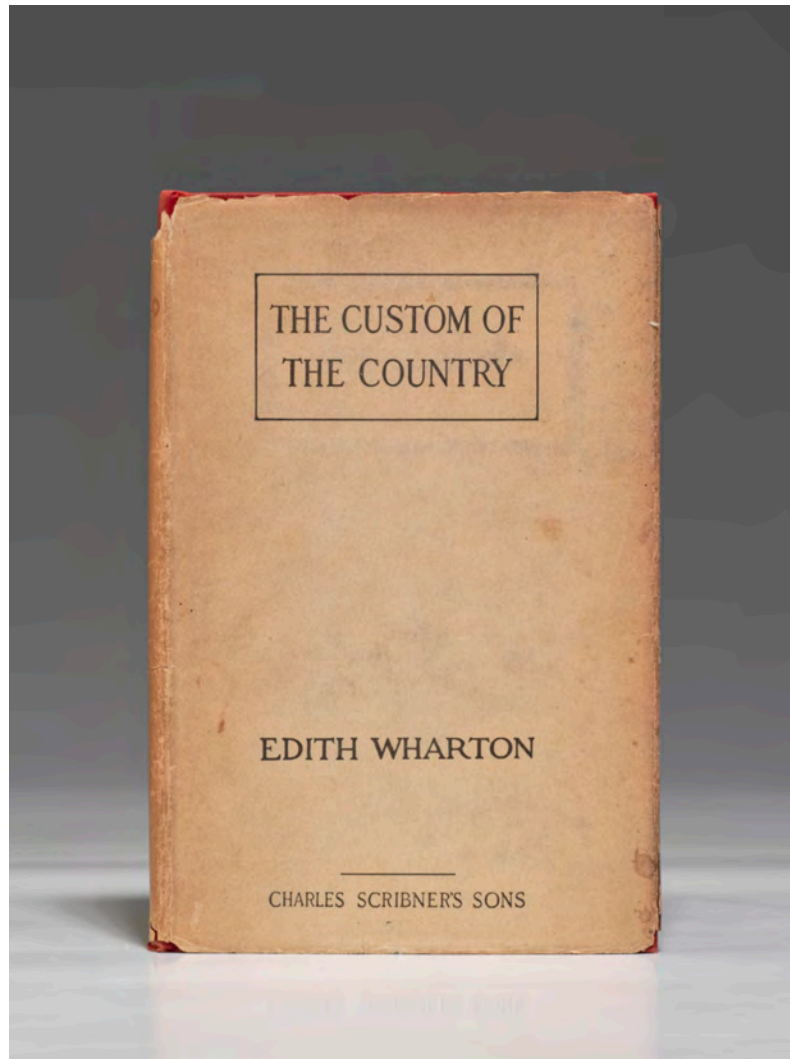 THE CUSTOM OF
THE COUNTRY
EDITH WHARTON
CHARLES SCRIBNER'S SONS